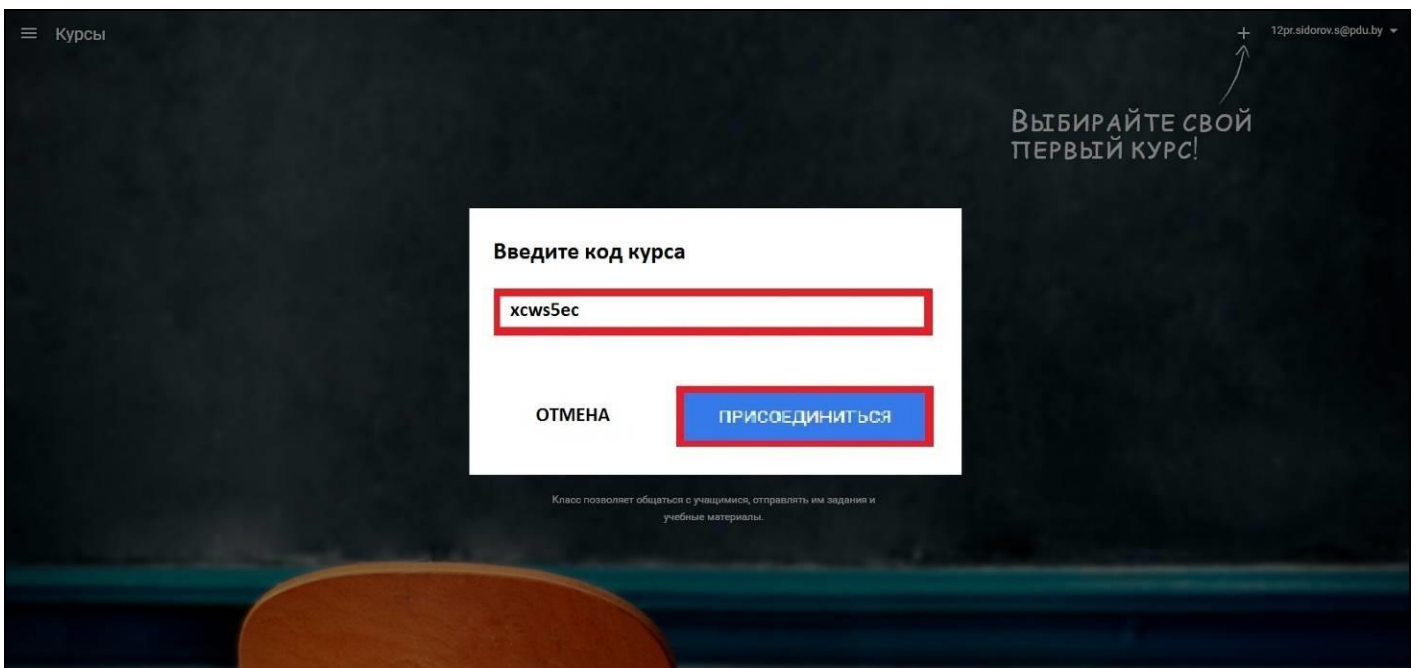 Курсы
+ 12pr.sidorov.s@pdu.by
Выбирайте свой
первый курс!
Введите код курса
xcws5ec
ОТМЕНА ПРИСОЕДИНИТЬСЯ
Класс позволяет общаться с учащимися, отправлять им задания и
учебные материалы.